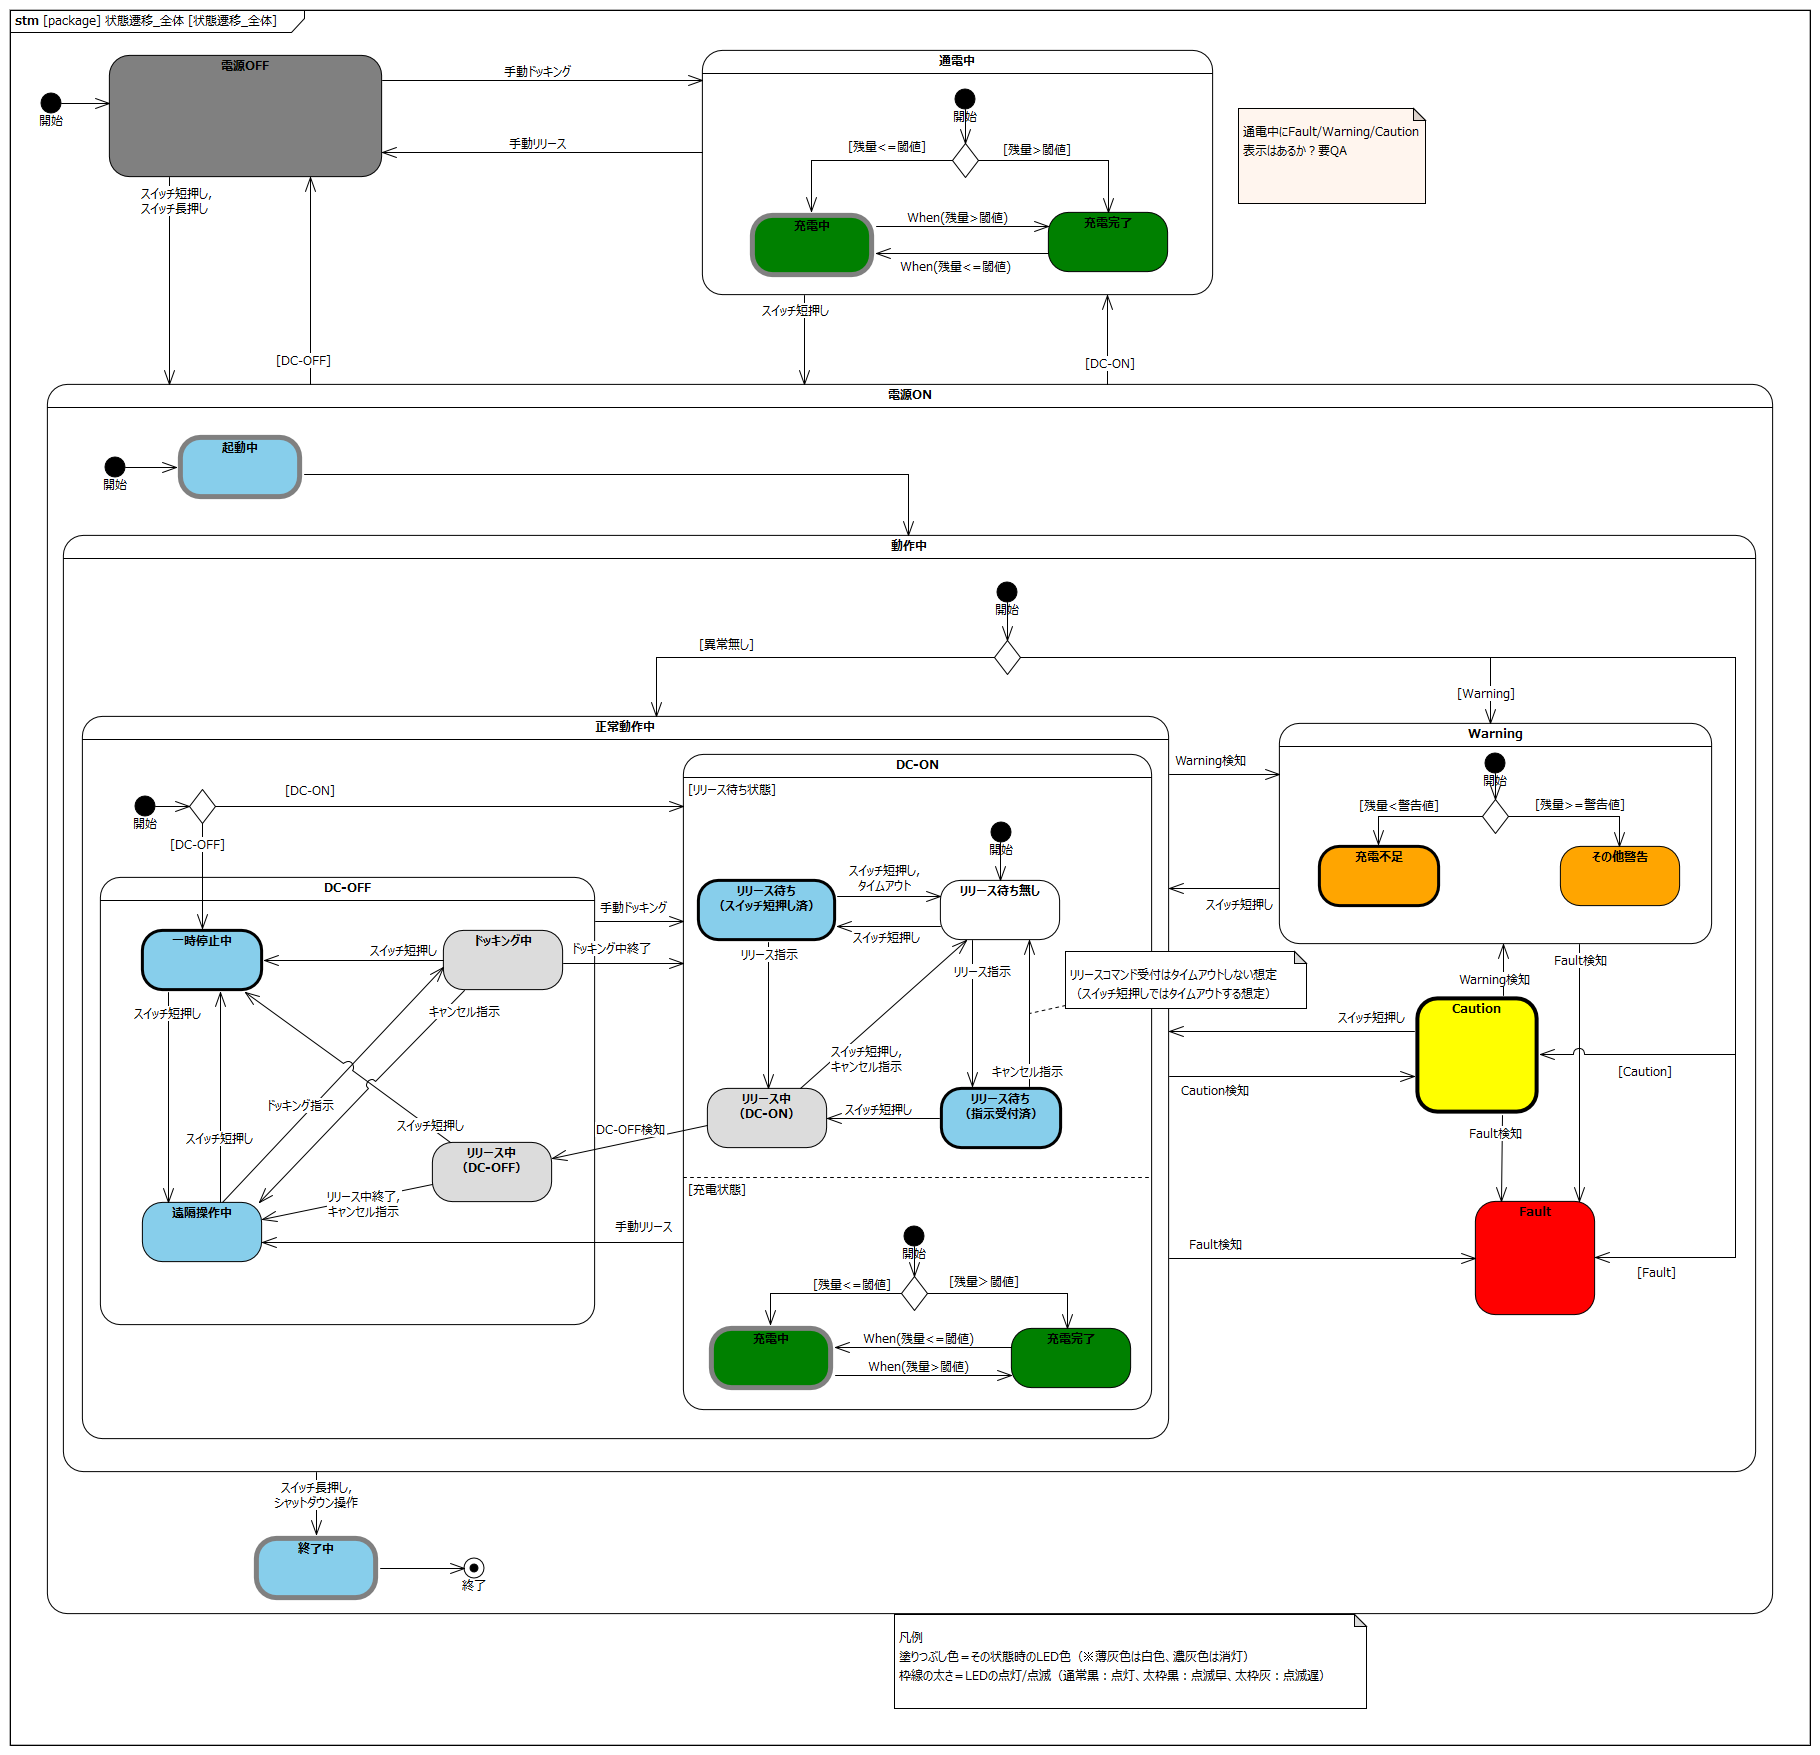 stm [package] 状態遷移_全体 [状態遷移_全体]
電源OFF
開始
手動ドッキング
手動リリース
通電中
開始
[残量<=閾値]
[残量>閾値]
充電中
When(残量>閾値)
When(残量<=閾値)
充電完了
通電中にFault/Warning/Caution
表示はあるか？要QA
スイッチ短押し,
スイッチ長押し
[DC-OFF]
スイッチ短押し
[DC-ON]
電源ON
開始
起動中
動作中
開始
[異常無し]
[Warning]
正常動作中
開始
[DC-ON]
[DC-OFF]
DC-OFF
一時停止中
スイッチ短押し
ドッキング中
手動ドッキング
ドッキング中終了
スイッチ短押し
キャンセル指示
ドッキング指示
スイッチ短押し
スイッチ短押し
リリース中
（DC-OFF）
DC-OFF検知
リリース中終了,
キャンセル指示
遠隔操作中
手動リリース
DC-ON
[リリース待ち状態]
開始
リリース待ち
（スイッチ短押し済）
スイッチ短押し,
タイムアウト
リリース待ち無し
スイッチ短押し
リリース指示
リリース指示
リリースコマンド受付はタイムアウトしない想定
（スイッチ短押しではタイムアウトする想定）
スイッチ短押し,
キャンセル指示
キャンセル指示
リリース中
（DC-ON）
スイッチ短押し
リリース待ち
（指示受付済）
[充電状態]
開始
[残量<=閾値]
[残量＞閾値]
充電中
When(残量<=閾値)
When(残量>閾値)
充電完了
Warning検知
スイッチ短押し
Warning
開始
[残量<警告値]
[残量>=警告値]
充電不足
その他警告
Warning検知
Fault検知
スイッチ短押し
Caution
Caution検知
[Caution]
Fault検知
Fault検知
Fault
[Fault]
スイッチ長押し,
シャットダウン操作
終了中
終了
凡例
塗りつぶし色＝その状態時のLED色（※薄灰色は白色、濃灰色は消灯）
枠線の太さ＝LEDの点灯/点滅（通常黒：点灯、太枠黒：点滅早、太枠灰：点滅遅）